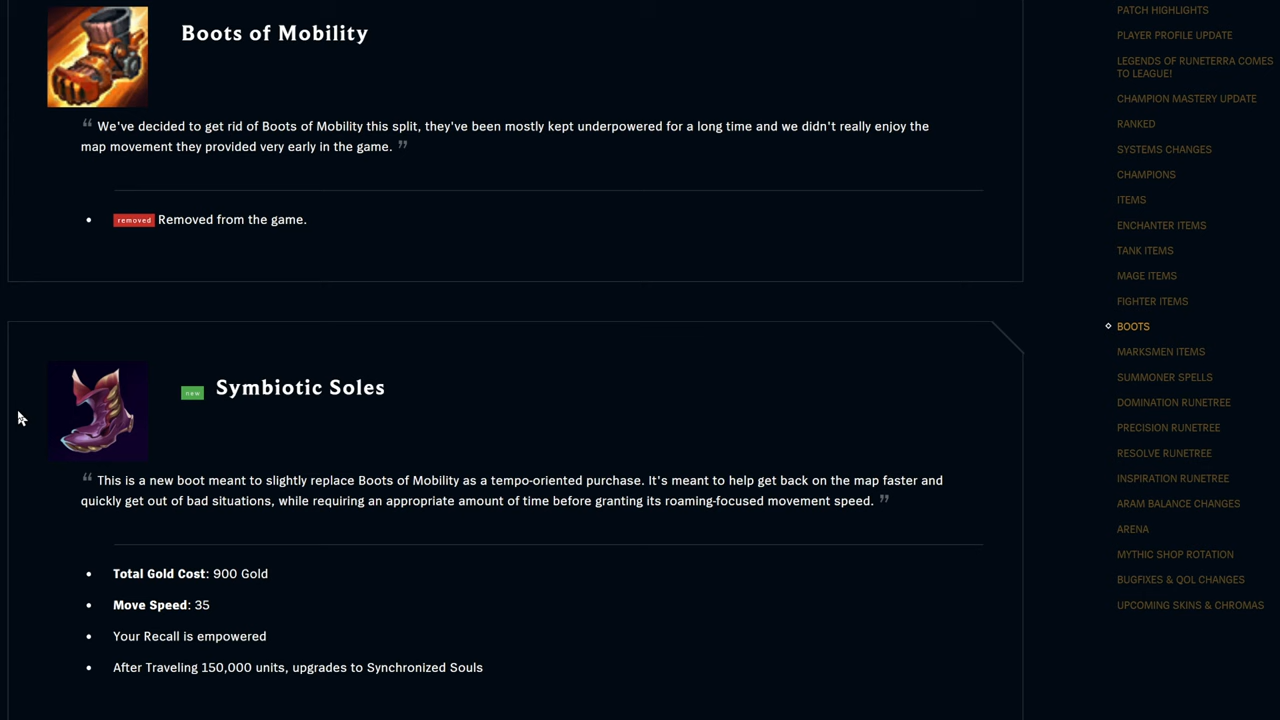 Boots of Mobility
“ We've decided to get rid of Boots of Mobility this split, they've been mostly kept underpowered for a long time and we didn't really enjoy the
map movement they provided very early in the game. ”
• removed Removed from the game.
new Symbiotic Soles
“ This is a new boot meant to slightly replace Boots of Mobility as a tempo-oriented purchase. It's meant to help get back on the map faster and
quickly get out of bad situations, while requiring an appropriate amount of time before granting its roaming-focused movement speed. ”
• Total Gold Cost: 900 Gold
• Move Speed: 35
• Your Recall is empowered
• After Traveling 150,000 units, upgrades to Synchronized Souls
PATCH HIGHLIGHTS
PLAYER PROFILE UPDATE
LEGENDS OF RUNETERRA COMES
TO LEAGUE!
CHAMPION MASTERY UPDATE
RANKED
SYSTEMS CHANGES
CHAMPIONS
ITEMS
ENCHANTER ITEMS
TANK ITEMS
MAGE ITEMS
FIGHTER ITEMS
BOOTS
MARKSMEN ITEMS
SUMMONER SPELLS
DOMINATION RUNETREE
PRECISION RUNETREE
RESOLVE RUNETREE
INSPIRATION RUNETREE
ARAM BALANCE CHANGES
ARENA
MYTHIC SHOP ROTATION
BUGFIXES & QOL CHANGES
UPCOMING SKINS & CHROMAS